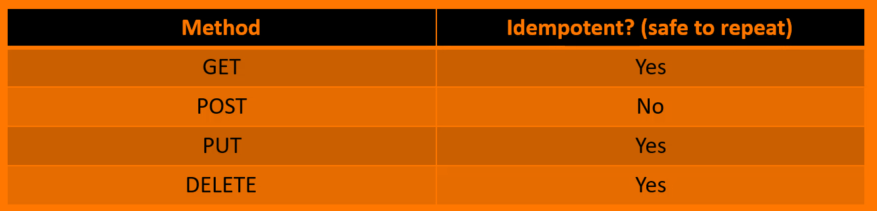 Method Idempotent? (safe to repeat)
GET Yes
POST No
PUT Yes
DELETE Yes